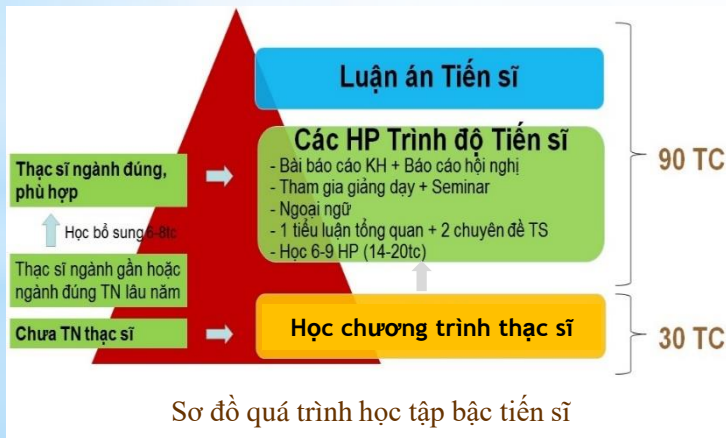 Luận án Tiến sĩ
Các HP Trình độ Tiến sĩ
- Bài báo cáo KH + Báo cáo hội nghị
- Tham gia giảng dạy + Seminar
- Ngoại ngữ
- 1 tiểu luận tổng quan + 2 chuyên đề TS
- Học 6-9 HP (14-20tc)
90 TC
Thạc sĩ ngành đúng,
phù hợp
Học bổ sung 6-8tc
Thạc sĩ ngành gần hoặc
ngành đúng TN lâu năm
Chưa TN thạc sĩ
Học chương trình thạc sĩ
30 TC
Sơ đồ quá trình học tập bậc tiến sĩ